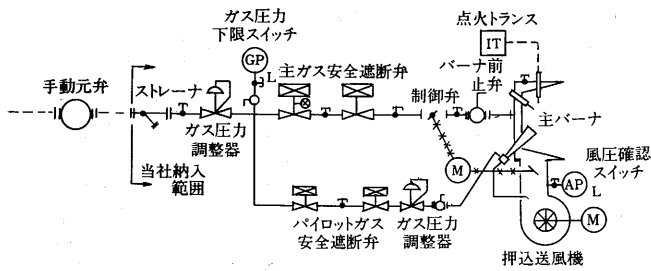 ガス圧力
下限スイッチ
GP
L
点火トランス
IT
手動元弁
ストレーナ
主ガス安全遮断弁
制御弁
バーナ前
止弁
主バーナ
ガス圧力
調整器
当社納入
範囲
M
風圧確認
スイッチ
AP
L
パイロットガス
安全遮断弁
ガス圧力
調整器
M
押込送風機